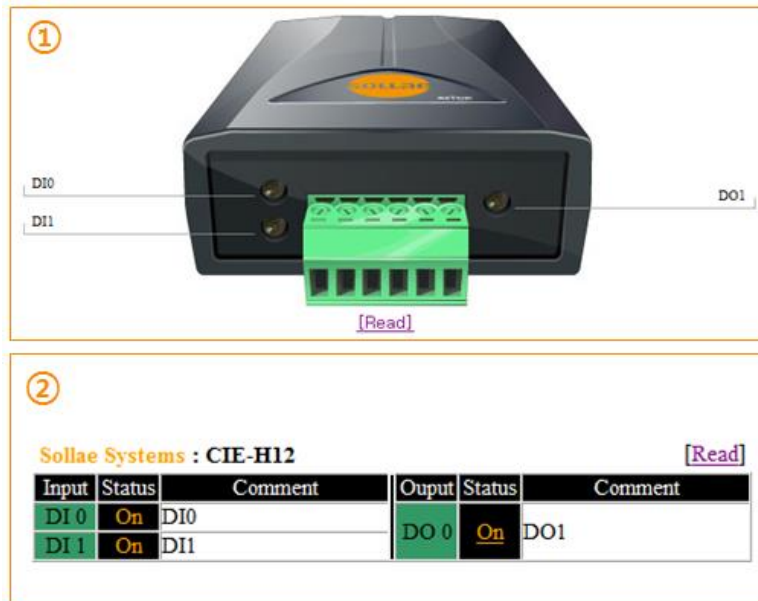 ①
SOLLAE
DI0
DI1
DO1
[Read]
②
Sollae Systems : CIE-H12 [Read]
Input Status Comment Ouput Status Comment
DI 0 On DI0 DO 0 On DO1
DI 1 On DI1